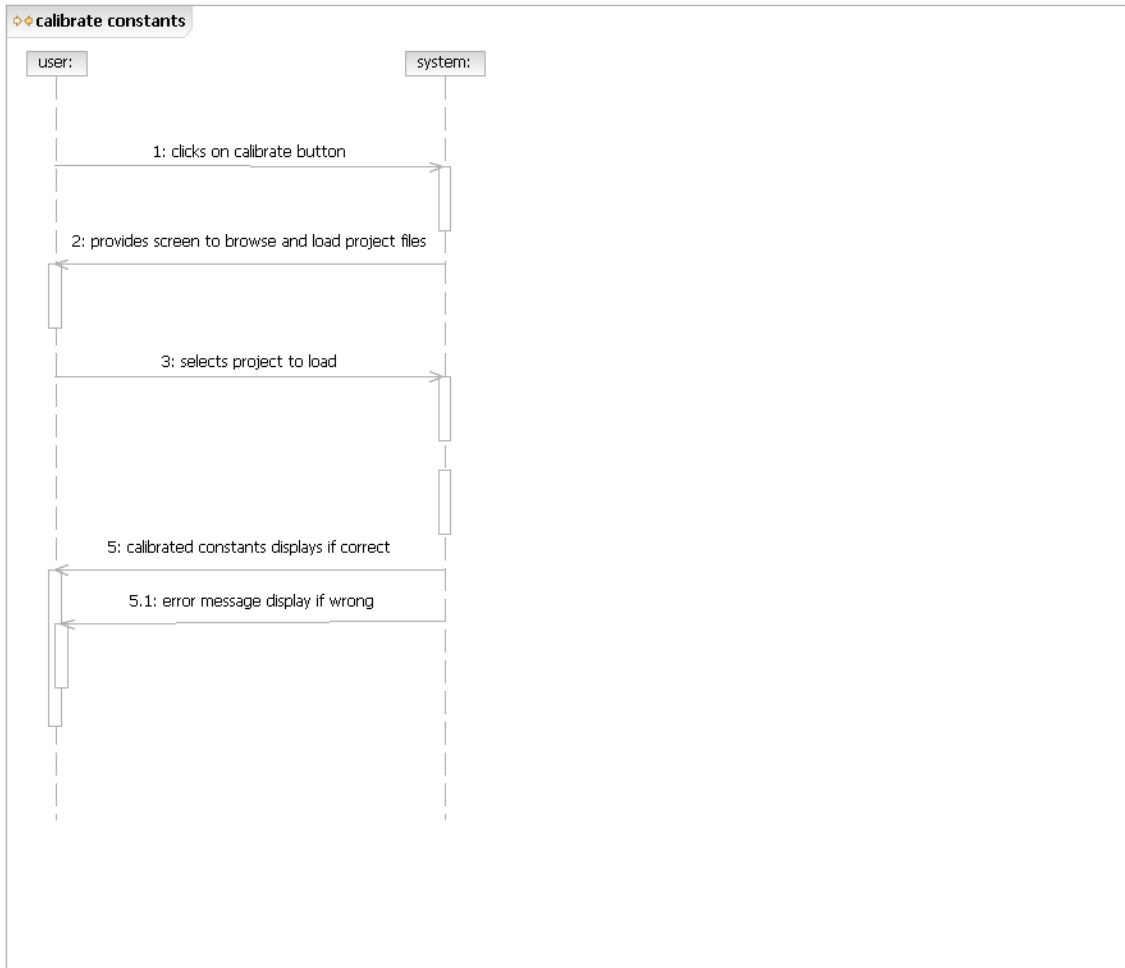 calibrate constants
user:
system:
1: clicks on calibrate button
2: provides screen to browse and load project files
3: selects project to load
5: calibrated constants displays if correct
5.1: error message display if wrong